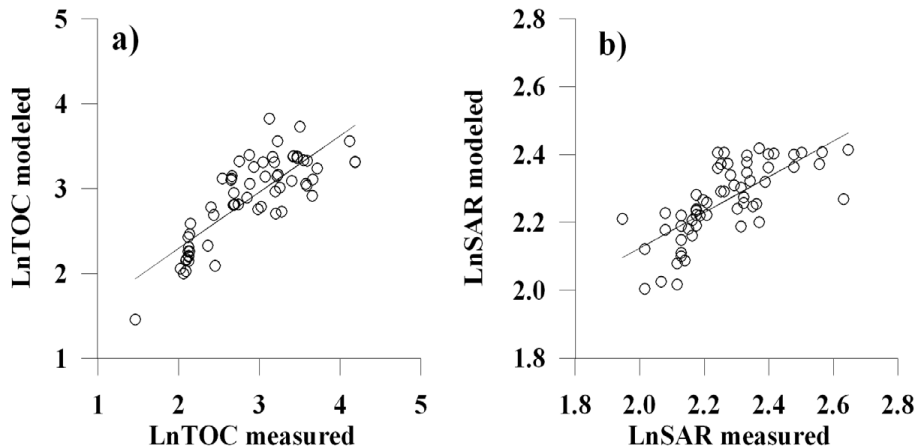 a)
LnTOC modeled
5
4
3
2
1
1 2 3 4 5
LnTOC measured
b)
LnSAR modeled
2.8
2.6
2.4
2.2
2.0
1.8
1.8 2.0 2.2 2.4 2.6 2.8
LnSAR measured